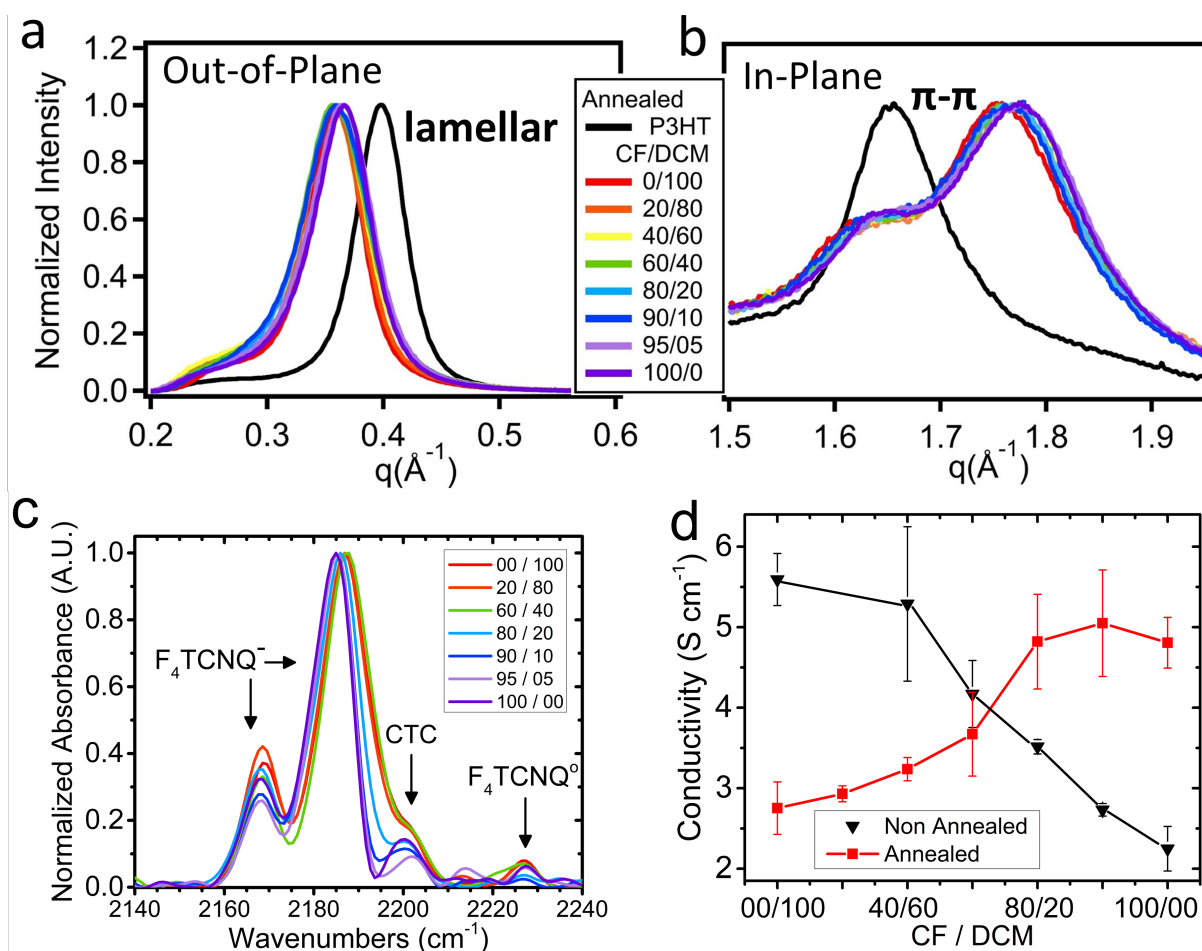 a
Out-of-Plane
lamellar
Normalized Intensity
1.2
1.0
0.8
0.6
0.4
0.2
0.0
0.2 0.3 0.4 0.5 0.6
q(Å⁻¹)
Annealed
P3HT
CF/DCM
0/100
20/80
40/60
60/40
80/20
90/10
95/05
100/0
b
In-Plane
π-π
1.5 1.6 1.7 1.8 1.9
q(Å⁻¹)
c
Normalized Absorbance (A.U.)
1.0
0.8
0.6
0.4
0.2
0.0
F₄TCNQ⁻
CTC
F₄TCNQ⁰
00 / 100
20 / 80
60 / 40
80 / 20
90 / 10
95 / 05
100 / 00
2140 2160 2180 2200 2220 2240
Wavenumbers (cm⁻¹)
d
Conductivity (S cm⁻¹)
6
5
4
3
2
Non Annealed
Annealed
00/100 40/60 80/20 100/00
CF / DCM